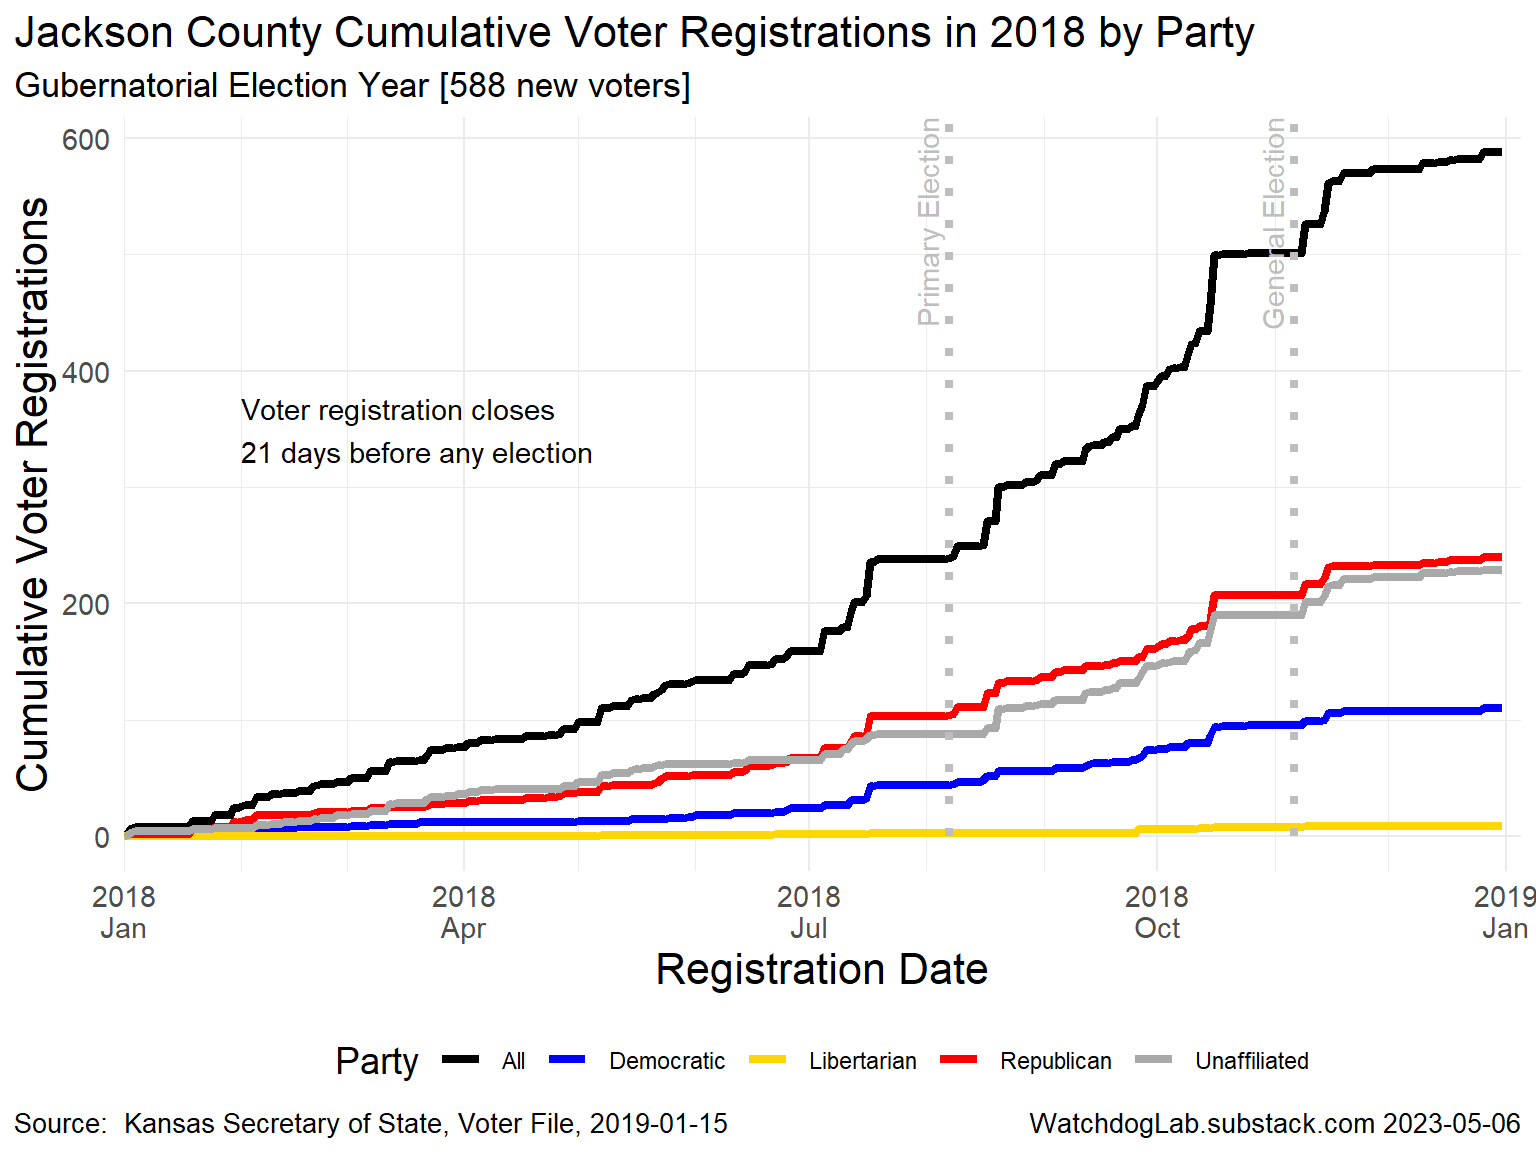 Jackson County Cumulative Voter Registrations in 2018 by Party
Gubernatorial Election Year [588 new voters]
Cumulative Voter Registrations
600
400
200
0
Primary Election
General Election
Voter registration closes
21 days before any election
2018 2018 2018 2018 2019
Jan Apr Jul Oct Jan
Registration Date
Party All Democratic Libertarian Republican Unaffiliated
Source:  Kansas Secretary of State, Voter File, 2019-01-15
WatchdogLab.substack.com 2023-05-06